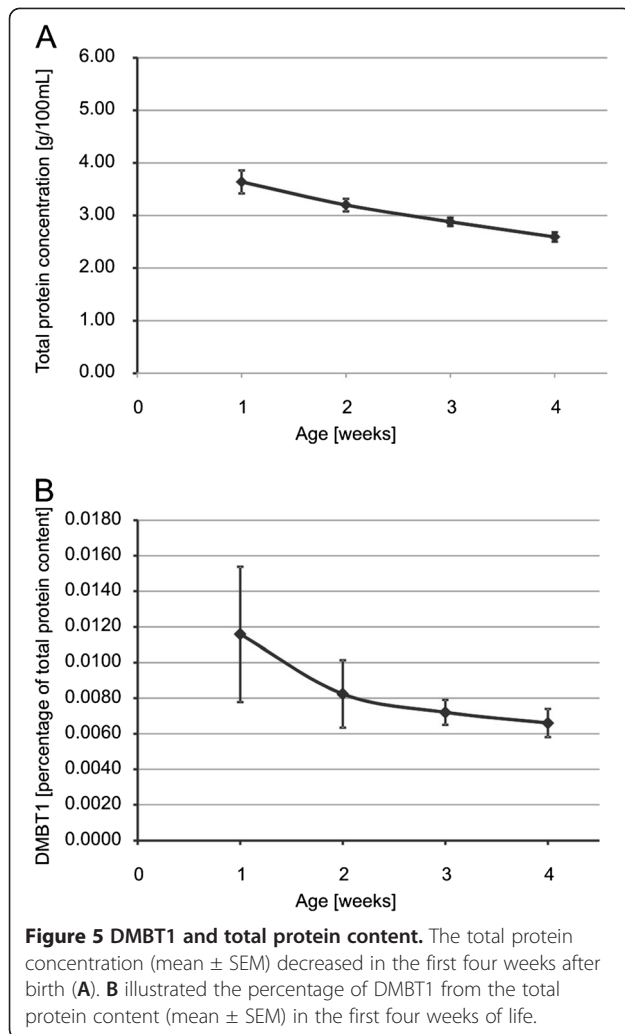 A
Total protein concentration [g/100mL]
6.00
5.00
4.00
3.00
2.00
1.00
0.00
0 1 2 3 4
Age [weeks]
B
DMBT1 [percentage of total protein content]
0.0180
0.0160
0.0140
0.0120
0.0100
0.0080
0.0060
0.0040
0.0020
0.0000
0 1 2 3 4
Age [weeks]
Figure 5 DMBT1 and total protein content. The total protein
concentration (mean ± SEM) decreased in the first four weeks after
birth (A). B illustrated the percentage of DMBT1 from the total
protein content (mean ± SEM) in the first four weeks of life.